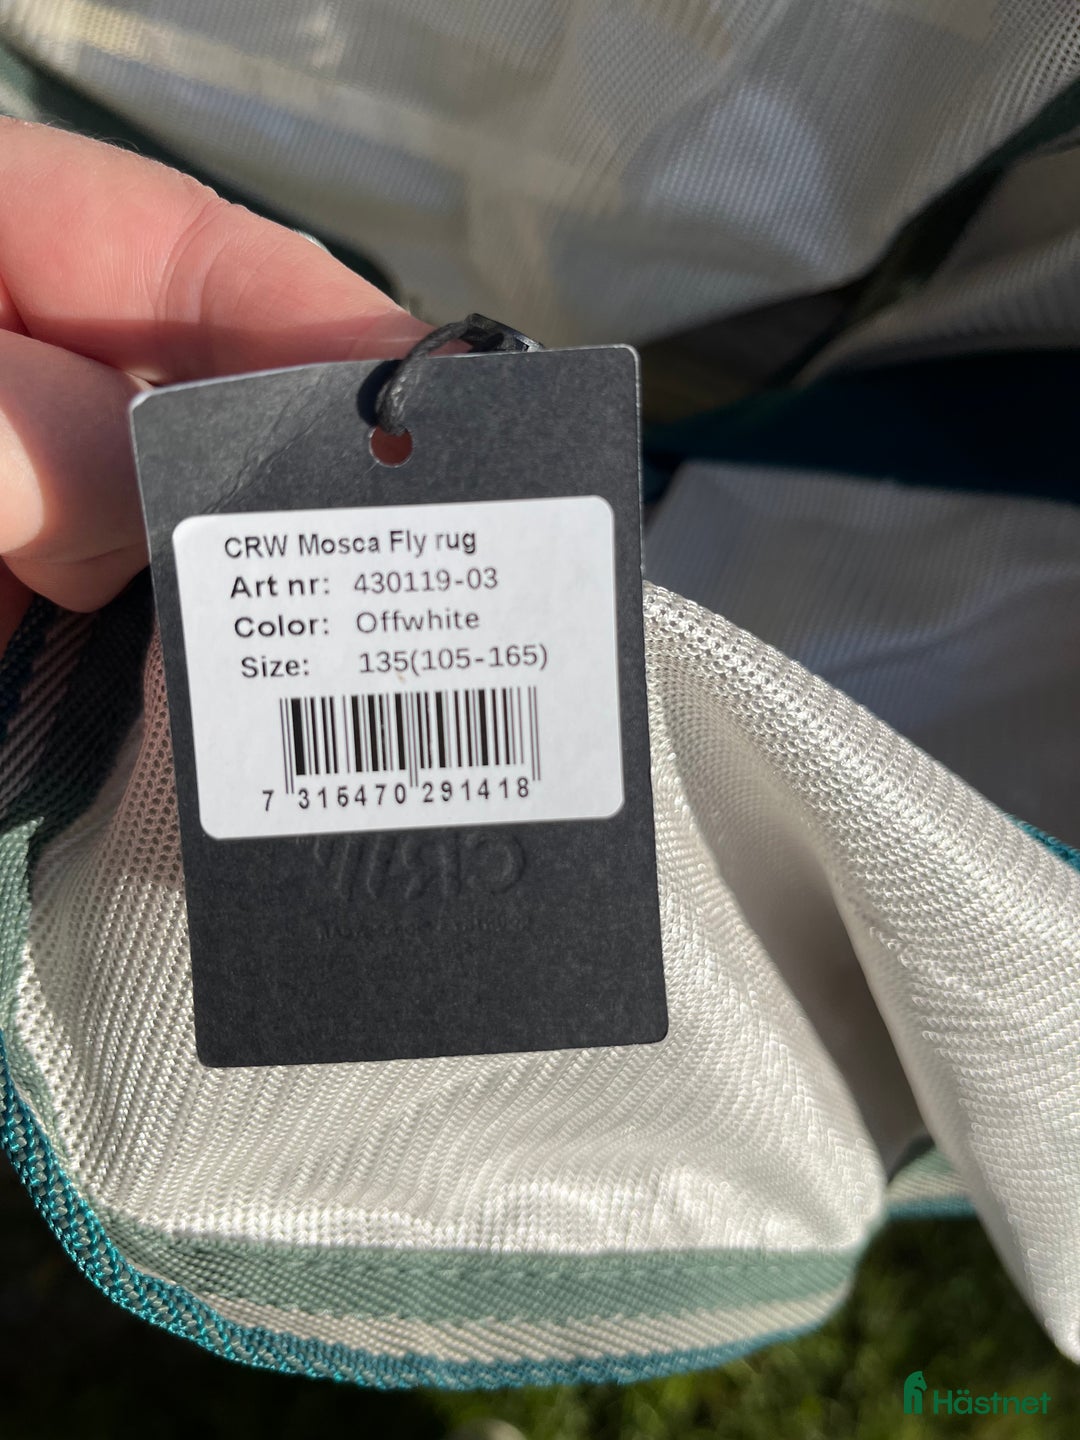 CRW Mosca Fly rug
Art nr: 430119-03
Color: Offwhite
Size: 135(105-165)
7 315470 291418
Hästnet